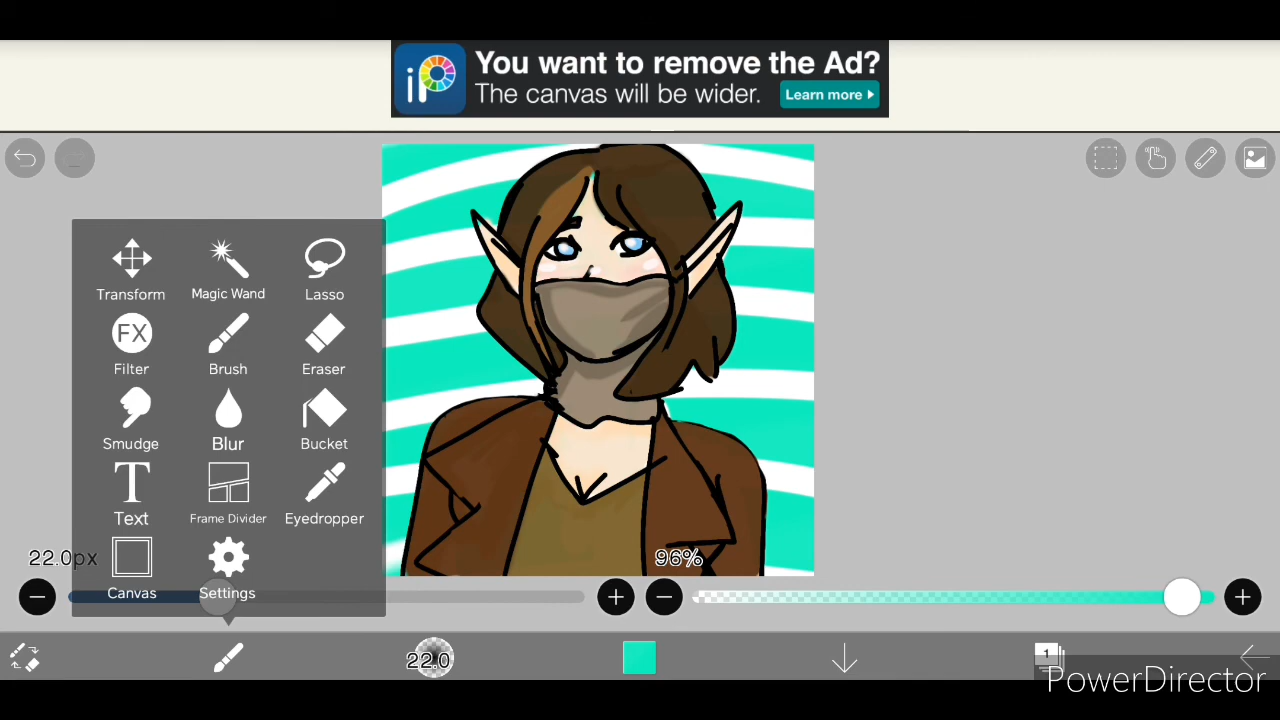 iP
You want to remove the Ad?
The canvas will be wider.
Learn more
Transform
Magic Wand
Lasso
FX
Filter
Brush
Eraser
Smudge
Blur
Bucket
T
Text
Frame Divider
Eyedropper
22.0px
96%
Canvas
Settings
22.0
1
PowerDirector